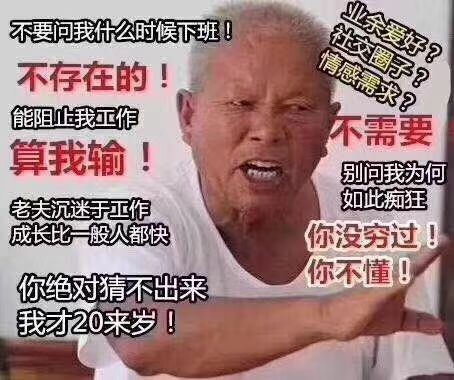 不要问我什么时候下班！
不存在的！
能阻止我工作
算我输！
老夫沉迷于工作
成长比一般人都快
你绝对猜不出来
我才20来岁！
业余爱好？
社交圈子？
情感需求？
不需要
别问我为何
如此痴狂
你没穷过！
你不懂！